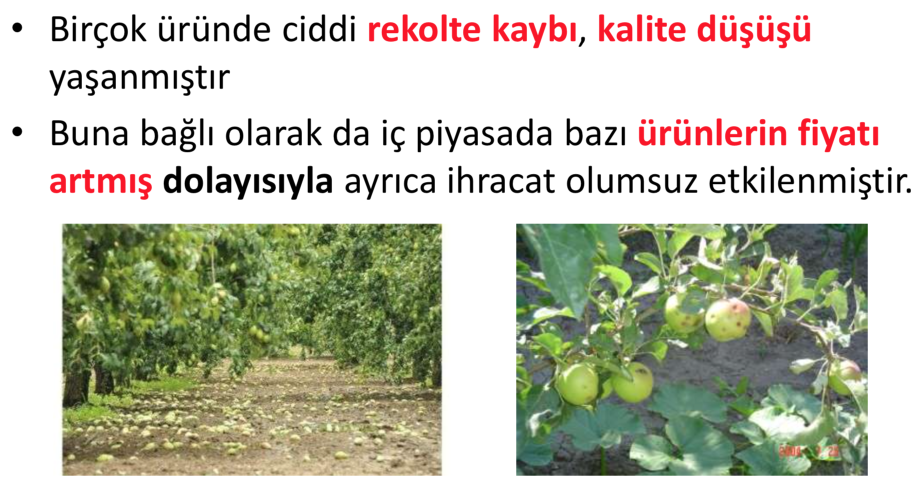 • Birçok üründe ciddi rekolte kaybı, kalite düşüşü
yaşanmıştır
• Buna bağlı olarak da iç piyasada bazı ürünlerin fiyatı
artmış dolayısıyla ayrıca ihracat olumsuz etkilenmiştir.